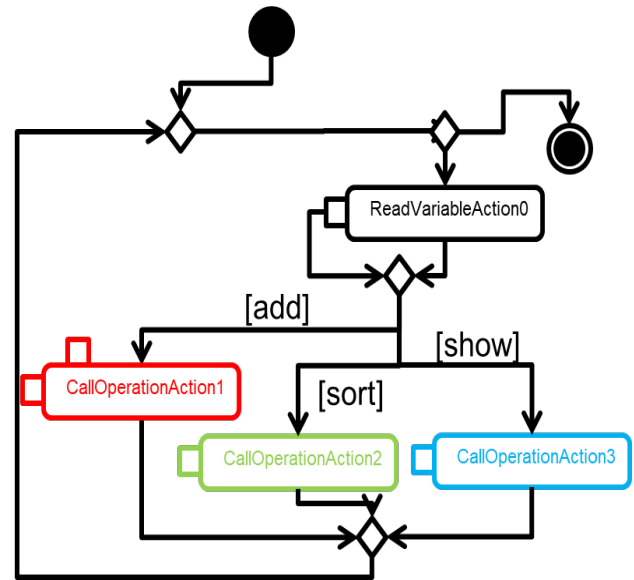 ReadVariableAction0
[add]
[show]
CallOperationAction1
[sort]
CallOperationAction2
CallOperationAction3